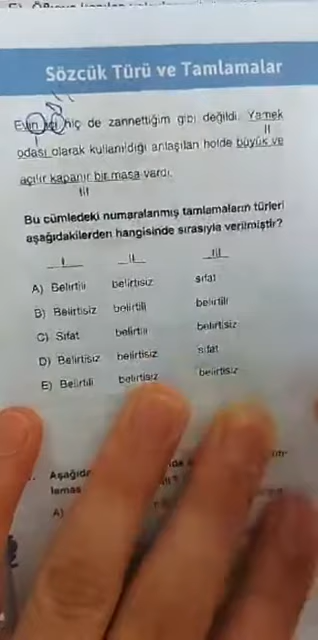 Sözcük Türü ve Tamlamalar
Evin içi hiç de zannettiğim gibi değildi. Yemek
I II
odası olarak kullanıldığı anlaşılan holde büyük ve
açılır kapanır bir masa vardı.
III
Bu cümledeki numaralanmış tamlamaların türleri
aşağıdakilerden hangisinde sırasıyla verilmiştir?
I II III
A) Belirtili belirtisiz sıfat
B) Belirtisiz belirtili belirtili
C) Sıfat belirtili belirtisiz
D) Belirtisiz belirtisiz sıfat
E) Belirtili belirtisiz belirtisiz
A)